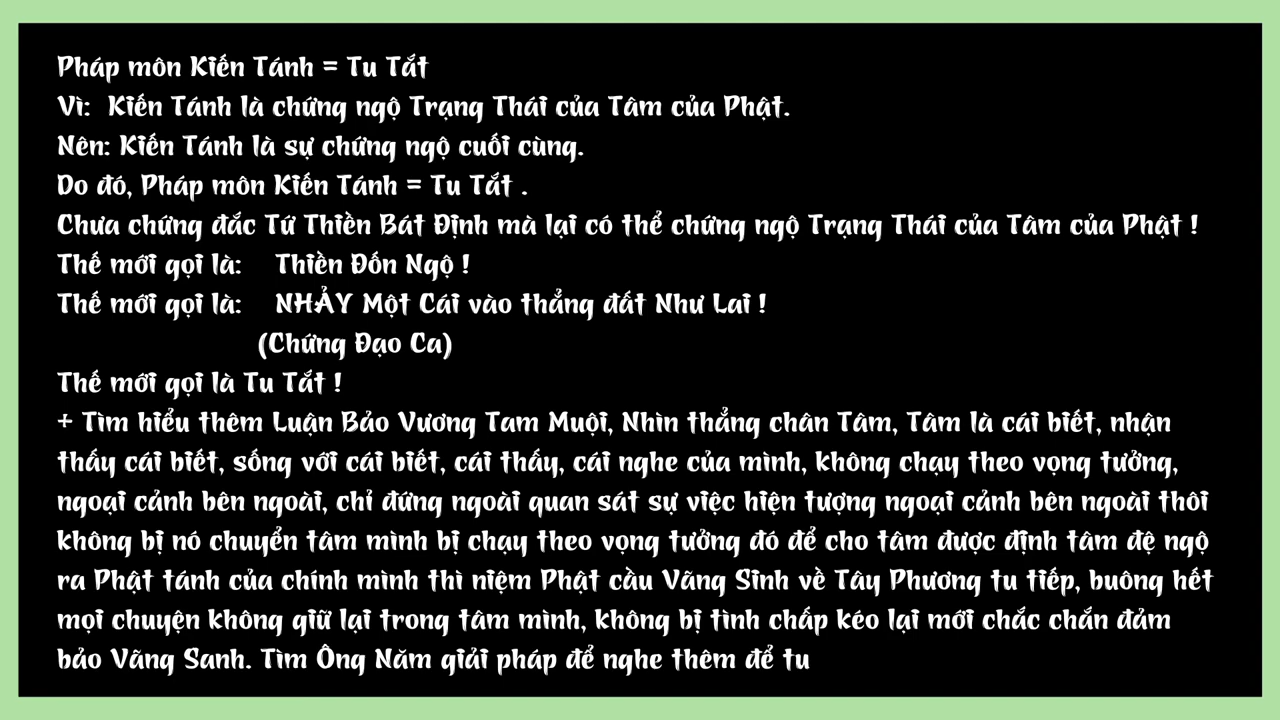 Pháp môn Kiến Tánh = Tu Tắt
Vì: Kiến Tánh là chứng ngộ Trạng Thái của Tâm của Phật.
Nên: Kiến Tánh là sự chứng ngộ cuối cùng.
Do đó, Pháp môn Kiến Tánh = Tu Tắt .
Chưa chứng đắc Tứ Thiền Bát Định mà lại có thể chứng ngộ Trạng Thái của Tâm của Phật !
Thế mới gọi là: Thiền Đốn Ngộ !
Thế mới gọi là: NHẢY Một Cái vào thẳng đất Như Lai !
(Chứng Đạo Ca)
Thế mới gọi là Tu Tắt !
+ Tìm hiểu thêm Luận Bảo Vương Tam Muội, Nhìn thẳng chân Tâm, Tâm là cái biết, nhận
thấy cái biết, sống với cái biết, cái thấy, cái nghe của mình, không chạy theo vọng tưởng,
ngoại cảnh bên ngoài, chỉ đứng ngoài quan sát sự việc hiện tượng ngoại cảnh bên ngoài thôi
không bị nó chuyển tâm mình bị chạy theo vọng tưởng đó để cho tâm được định tâm đệ ngộ
ra Phật tánh của chính mình thì niệm Phật cầu Vãng Sinh về Tây Phương tu tiếp, buông hết
mọi chuyện không giữ lại trong tâm mình, không bị tình chấp kéo lại mới chắc chắn đảm
bảo Vãng Sanh. Tìm Ông Năm giải pháp để nghe thêm để tu